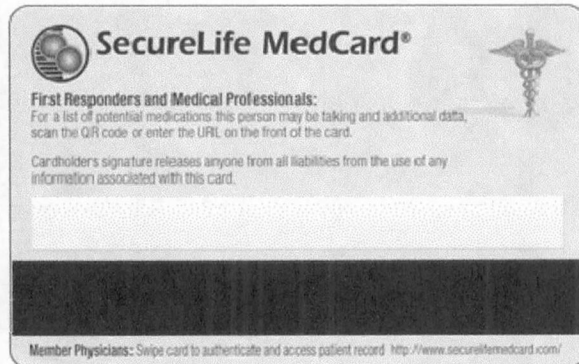 SecureLife MedCard®
First Responders and Medical Professionals:
For a list of potential medications this person may be talking and additional data,
scan the QR code or enter the URL on the front of the card.
Cardholders signature releases anyone from all liabilities from the use of any
information associated with this card.
Member Physicians: Swipe card to authenticate and access patient record http://www.securelifemedcard.com/